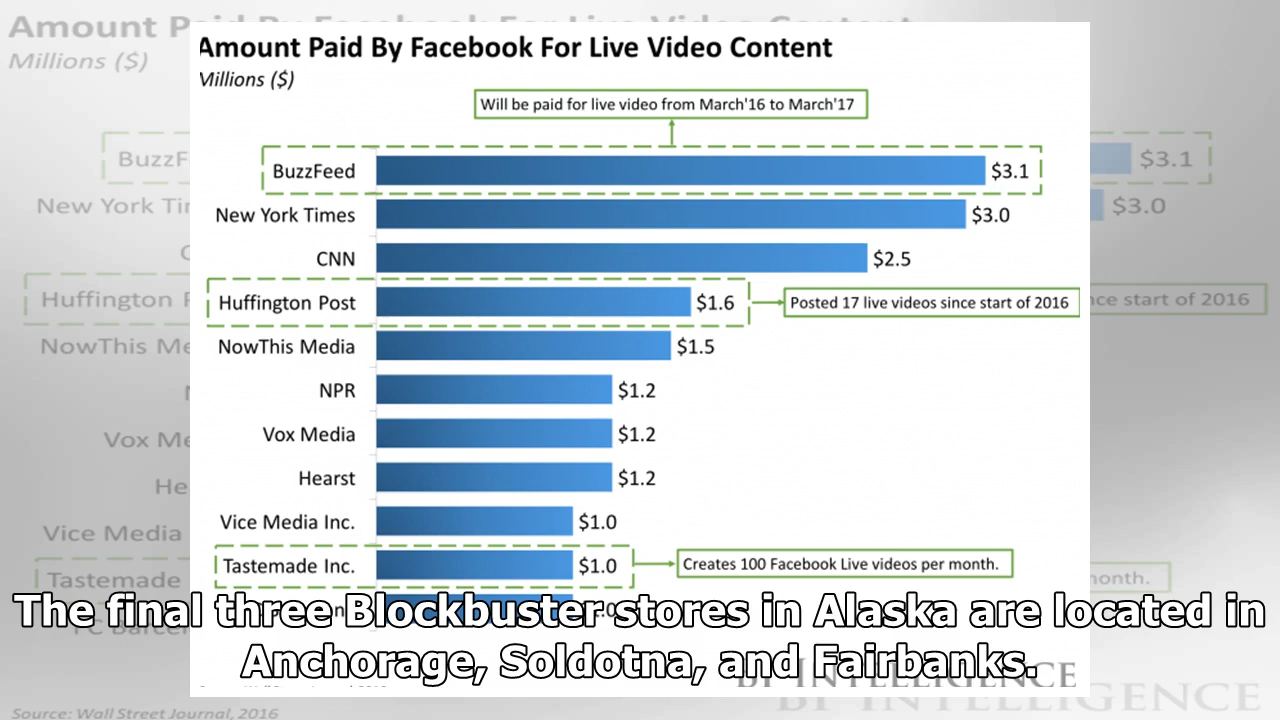 Amount Paid By Facebook For Live Video Content
Millions ($)
Will be paid for live video from March'16 to March'17
BuzzFeed $3.1
New York Times $3.0
CNN $2.5
Huffington Post $1.6 Posted 17 live videos since start of 2016
NowThis Media $1.5
NPR $1.2
Vox Media $1.2
Hearst $1.2
Vice Media Inc. $1.0
Tastemade Inc. $1.0 Creates 100 Facebook Live videos per month.
The final three Blockbuster stores in Alaska are located in
Anchorage, Soldotna, and Fairbanks.
BI INTELLIGENCE
Source: Wall Street Journal, 2016